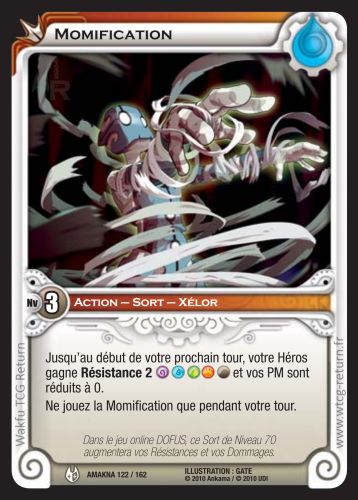 Momification
Nv 3 Action – Sort – Xélor
Jusqu'au début de votre prochain tour, votre Héros
gagne Résistance 2 et vos PM sont
réduits à 0.
Ne jouez la Momification que pendant votre tour.
Dans le jeu online DOFUS, ce Sort de Niveau 70
augmentera vos Résistances et vos Dommages.
AMAKNA 122 / 162
ILLUSTRATION : GATE
© 2010 Ankama / © 2010 UDI
Wakfu TCG Return
www.wtcg-return.fr